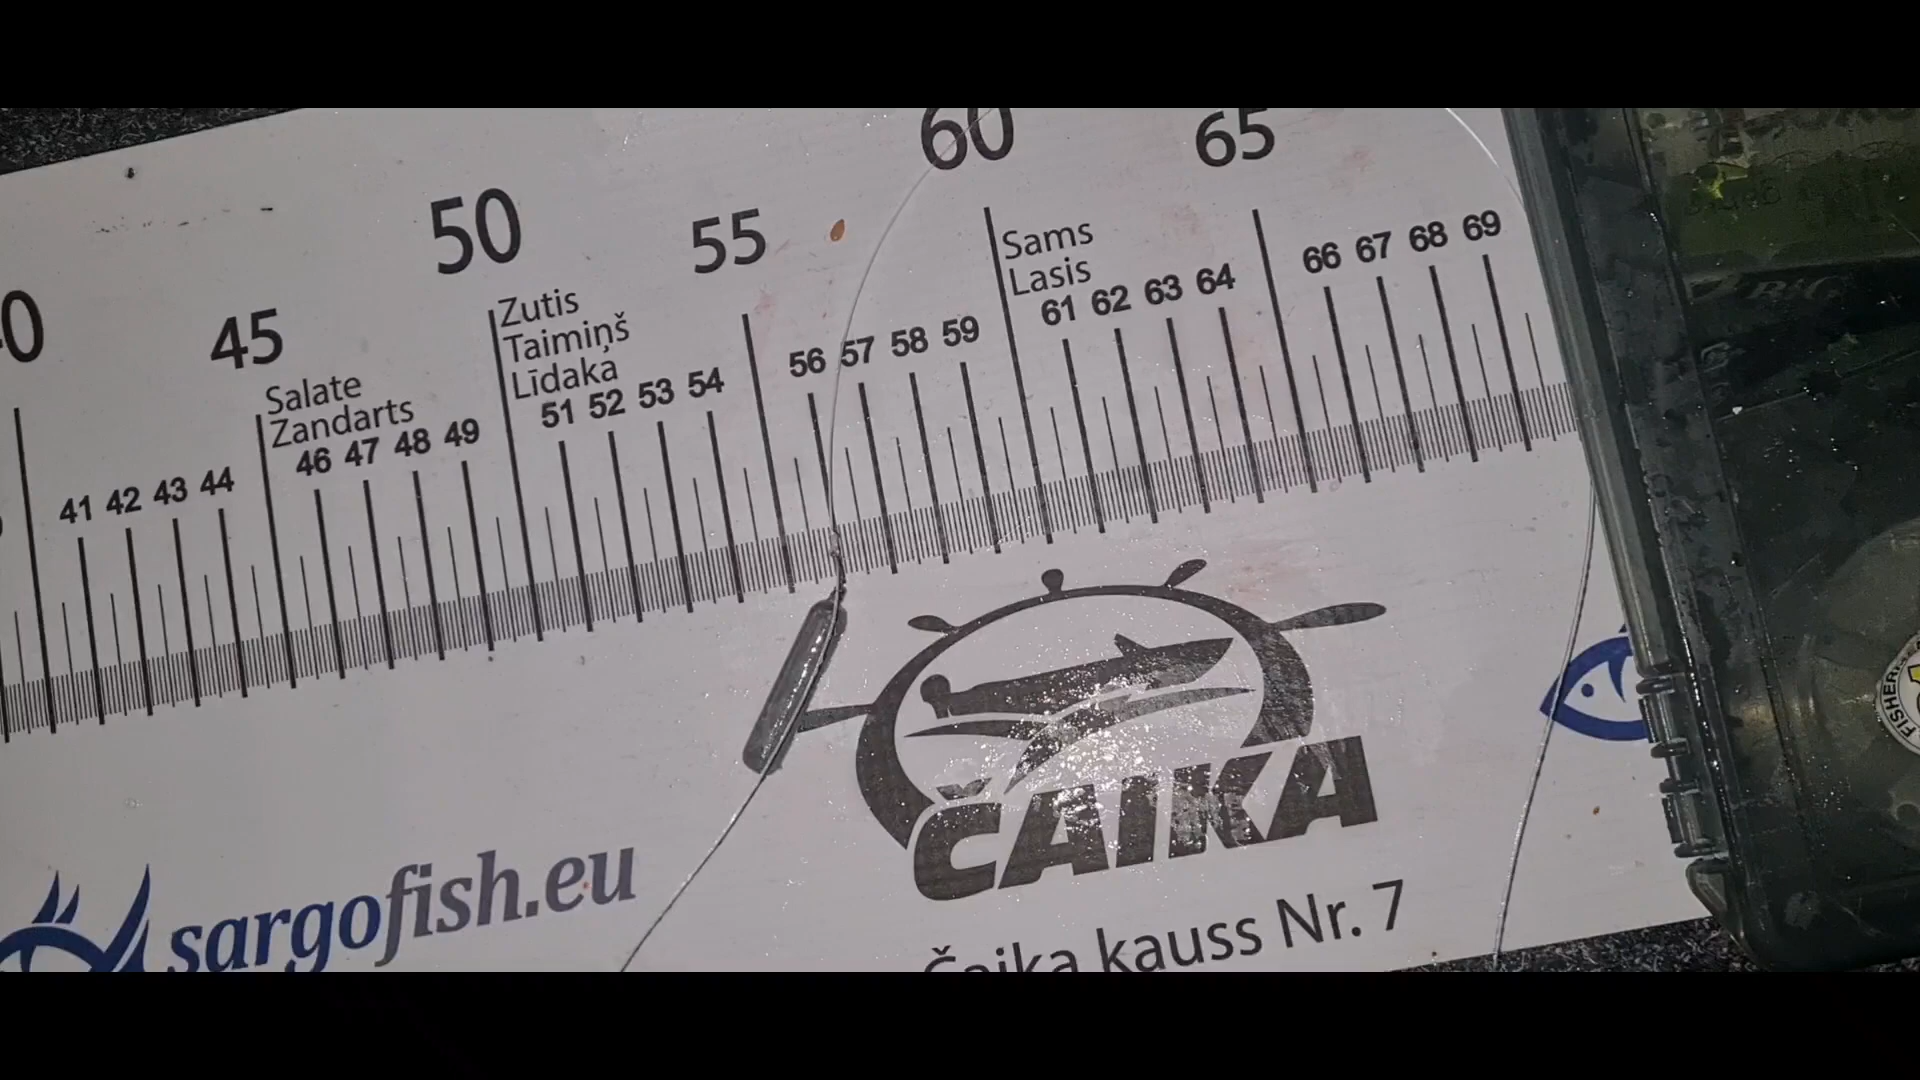 50
55
60
65
45
Zutis
Taimiņš
Līdaka
Sams
Lasis
Salate
Zandarts
41 42 43 44
46 47 48 49
51 52 53 54
56 57 58 59
61 62 63 64
66 67 68 69
sargofish.eu
ČAIKA
Čaika kauss Nr. 7